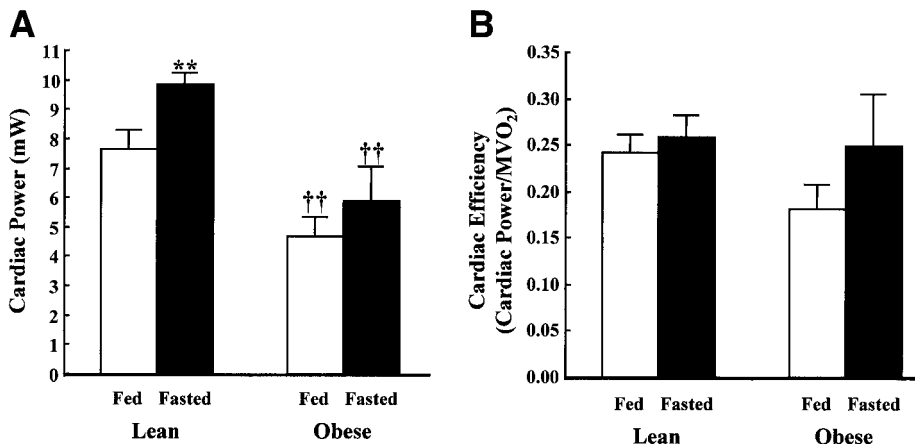 A
Cardiac Power (mW)
11
10
9
8
7
6
5
4
3
2
1
0
**
††
††
Fed Fasted Fed Fasted
Lean Obese
B
Cardiac Efficiency
(Cardiac Power/MVO2)
0.35
0.30
0.25
0.20
0.15
0.10
0.05
0.00
Fed Fasted Fed Fasted
Lean Obese